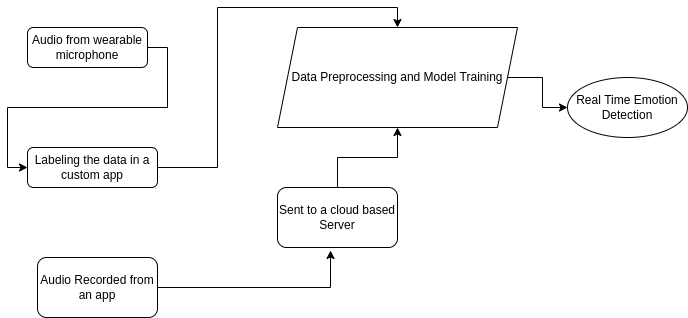 Audio from wearable
microphone
Data Preprocessing and Model Training
Real Time Emotion
Detection
Labeling the data in a
custom app
Sent to a cloud based
Server
Audio Recorded from
an app